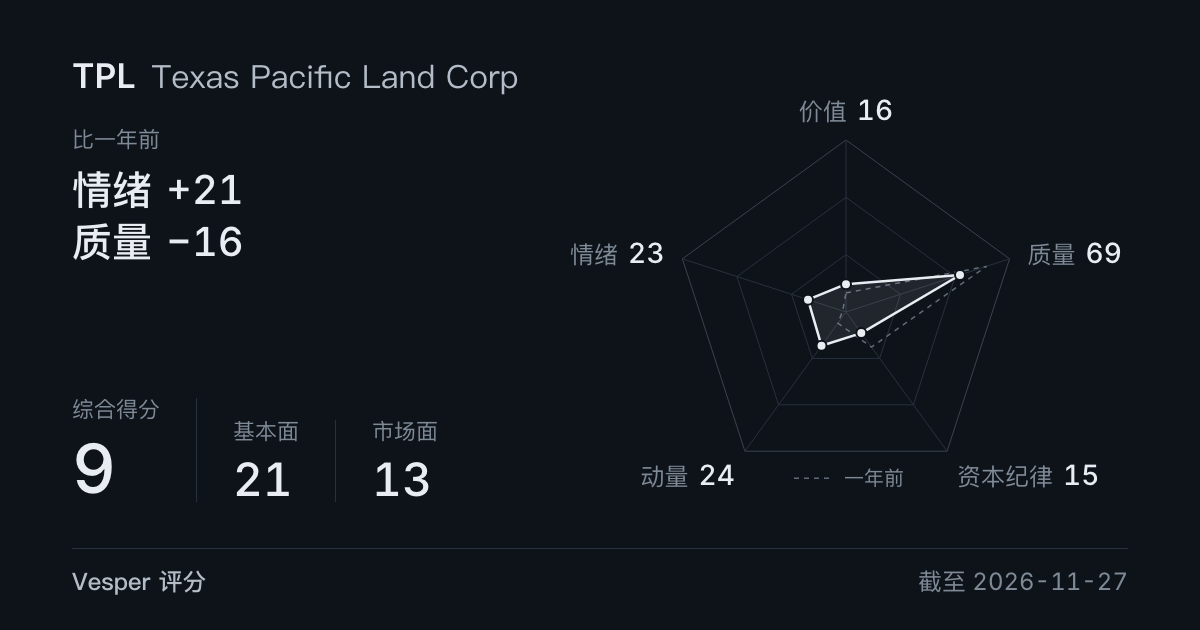 TPL Texas Pacific Land Corp
比一年前
情绪 +21
质量 −16
价值 16
情绪 23
质量 69
动量 24
一年前
资本纪律 15
综合得分
9
基本面
21
市场面
13
Vesper 评分
截至 2026-11-27